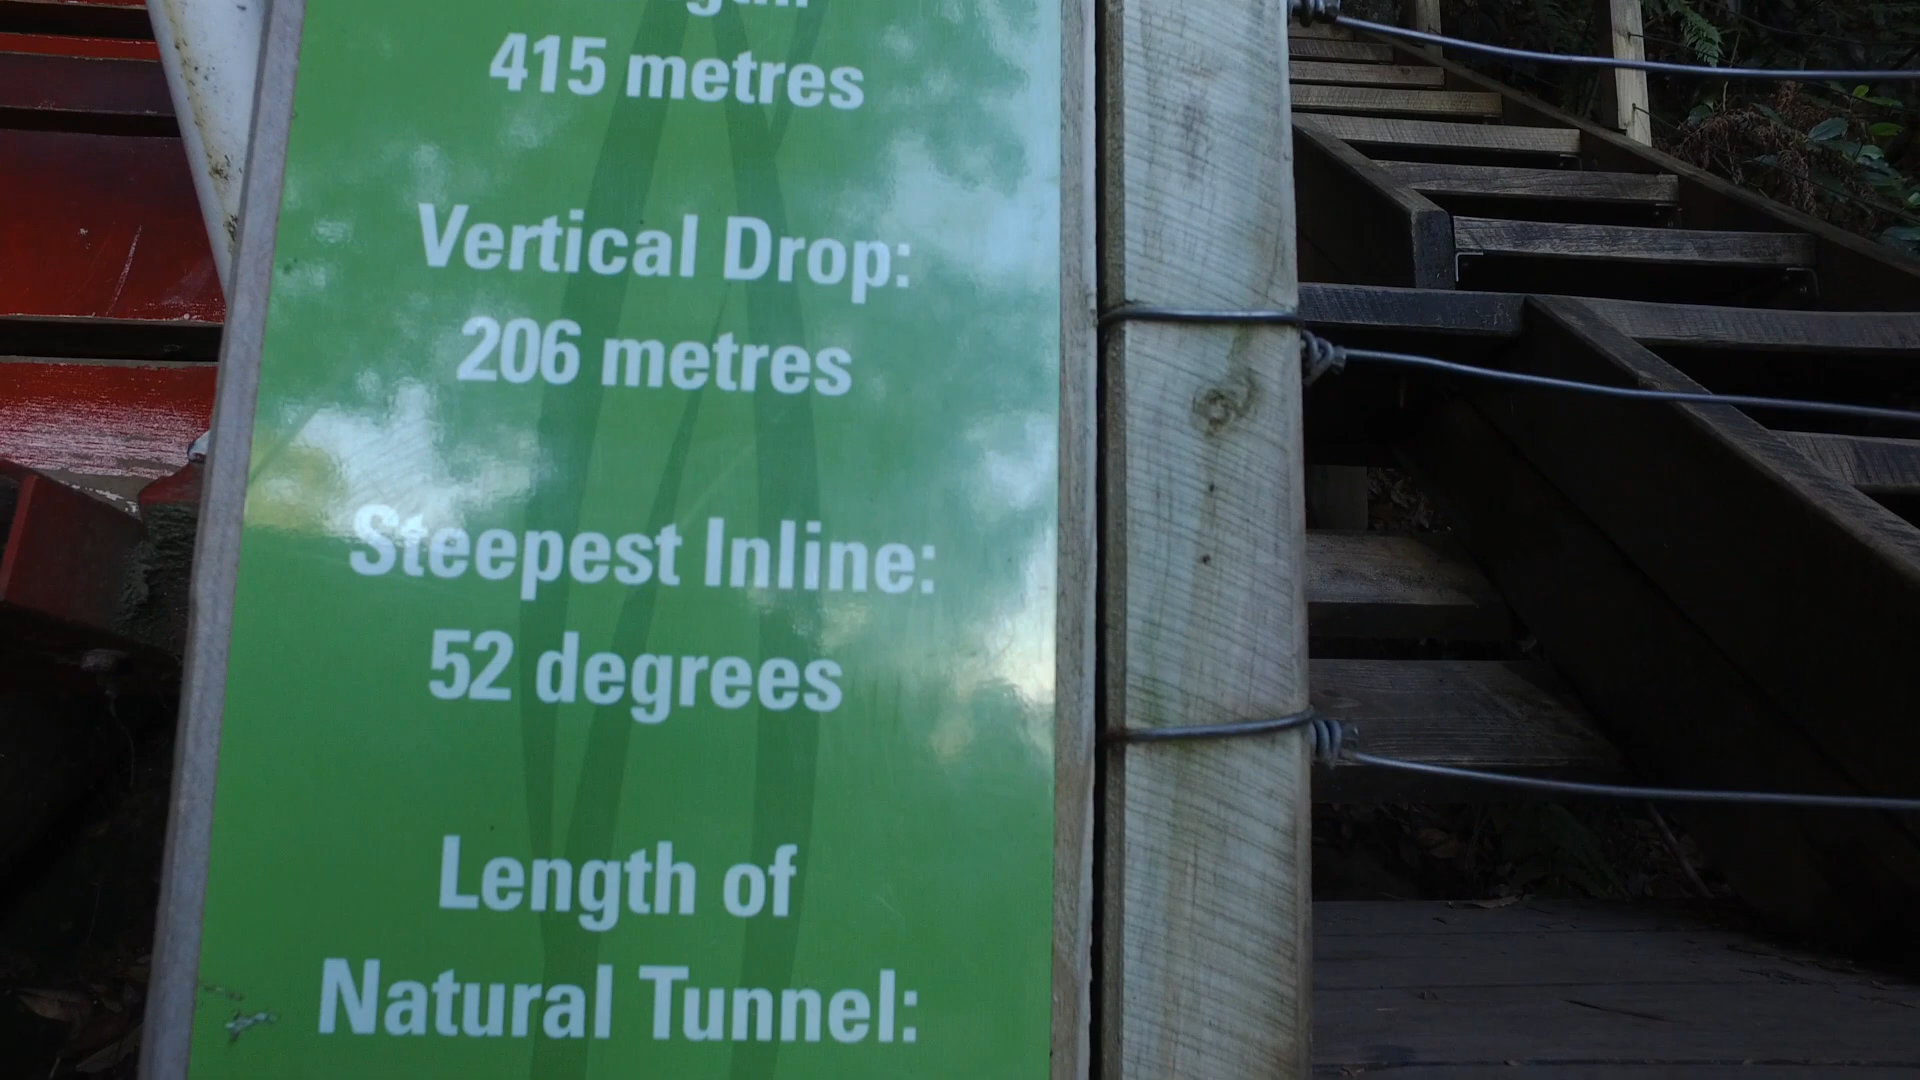 415 metres
Vertical Drop:
206 metres
Steepest Inline:
52 degrees
Length of
Natural Tunnel: